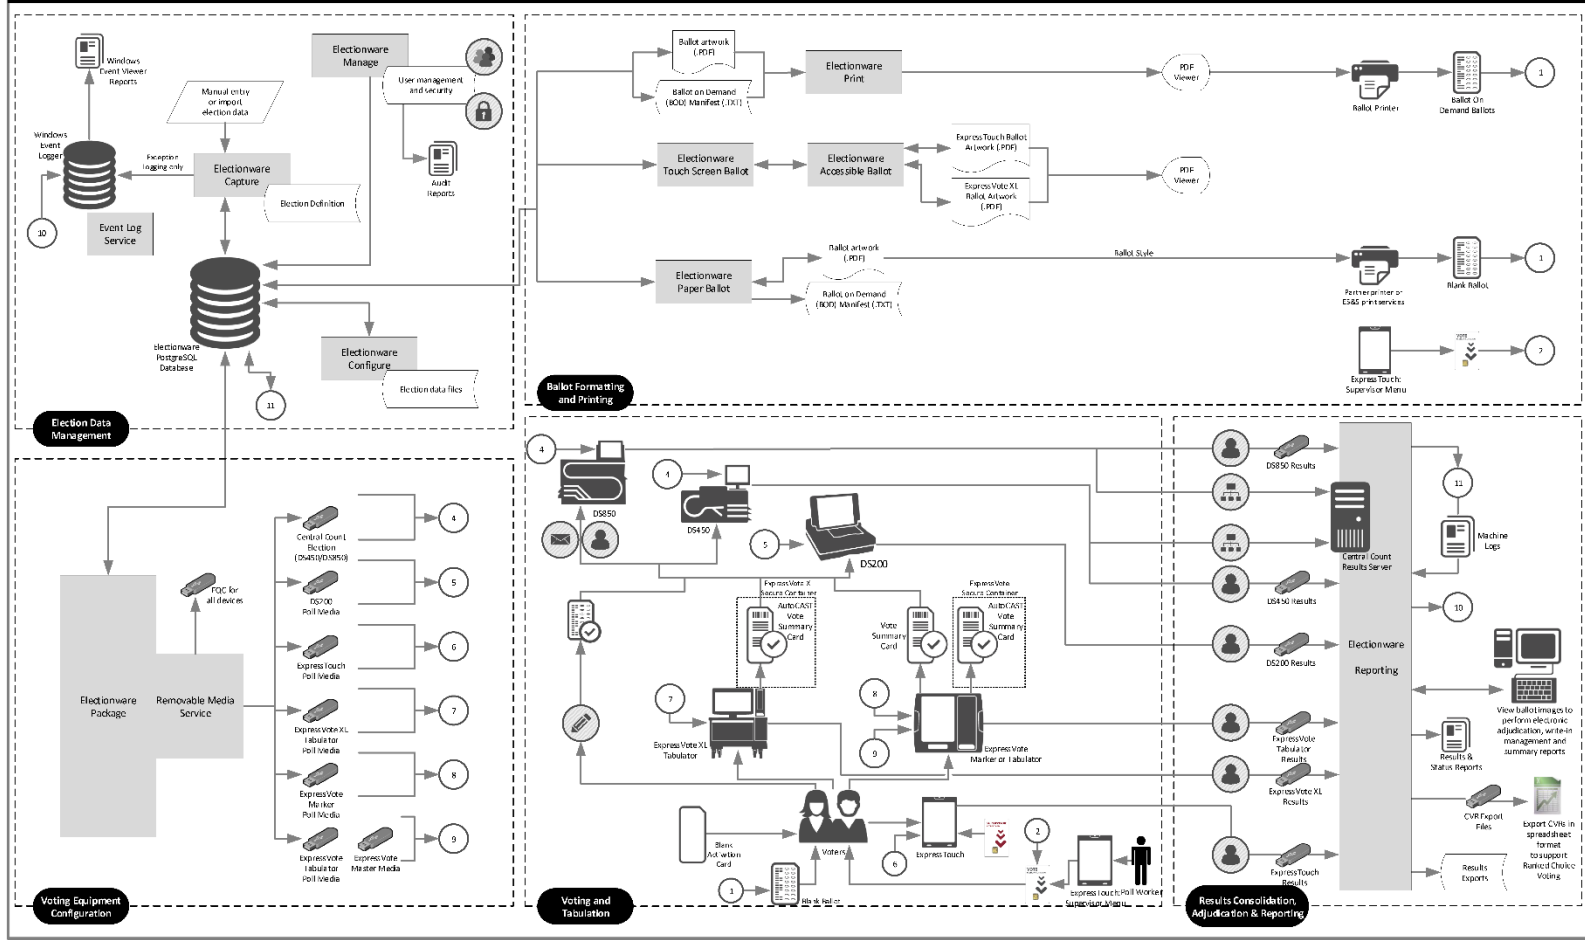 Windows
Event Viewer
Reports
Manual entry
or import
election data
Electionware
Manage
User management
and security
Audit
Reports
Windows
Event
Logger
Exception
logging only
Electionware
Capture
Election Definition
10
Event Log
Service
Electionware
PostgreSQL
Database
Electionware
Configure
Election data files
11
Election Data
Management
Ballot artwork
(.PDF)
Ballot on Demand
(BOD) Manifest (.TXT)
Electionware
Print
PDF
Viewer
Ballot Printer
Ballot On
Demand Ballots
1
Electionware
Touch Screen Ballot
Electionware
Accessible Ballot
ExpressTouch Ballot
Artwork (.PDF)
ExpressVote XL
Ballot Artwork
(.PDF)
PDF
Viewer
Electionware
Paper Ballot
Ballot artwork
(.PDF)
Ballot on Demand
(BOD) Manifest (.TXT)
Ballot Style
Partner printer or
ES&S print services
Blank Ballot
1
ExpressTouch:
Supervisor Menu
VOTE
2
Ballot Formatting
and Printing
Electionware
Package
Removable Media
Service
FQC for
all devices
Central Count
Election
(DS450/DS850)
4
DS200
Poll Media
5
ExpressTouch
Poll Media
6
ExpressVote XL
Tabulator
Poll Media
7
ExpressVote
Marker
Poll Media
8
ExpressVote
Tabulator
Poll Media
ExpressVote
Master Media
9
Voting Equipment
Configuration
4
DS850
4
DS450
5
DS200
ExpressVote X
Secure Container
AutoCAST
Vote
Summary
Card
Vote
Summary
Card
ExpressVote
Secure Container
AutoCAST
Vote
Summary
Card
7
ExpressVote XL
Tabulator
8
9
ExpressVote
Marker or Tabulator
Blank
Activation
Card
Voters
1
Blank Ballot
6
ExpressTouch
2
VOTE
ExpressTouch:
Supervisor Menu
Poll Worker
Voting and
Tabulation
DS850 Results
DS450 Results
DS200 Results
ExpressVote
Tabulator
Results
ExpressVote XL
Results
ExpressTouch
Results
Central Count
Results Server
Electionware
Reporting
11
Machine
Logs
10
View ballot images to
perform electronic
adjudication, write-in
management and
summary reports
Results &
Status Reports
CVR Export
Files
Export CVRs in
spreadsheet
format
to support
Ranked Choice
Voting.
Results
Exports
Results Consolidation,
Adjudication & Reporting